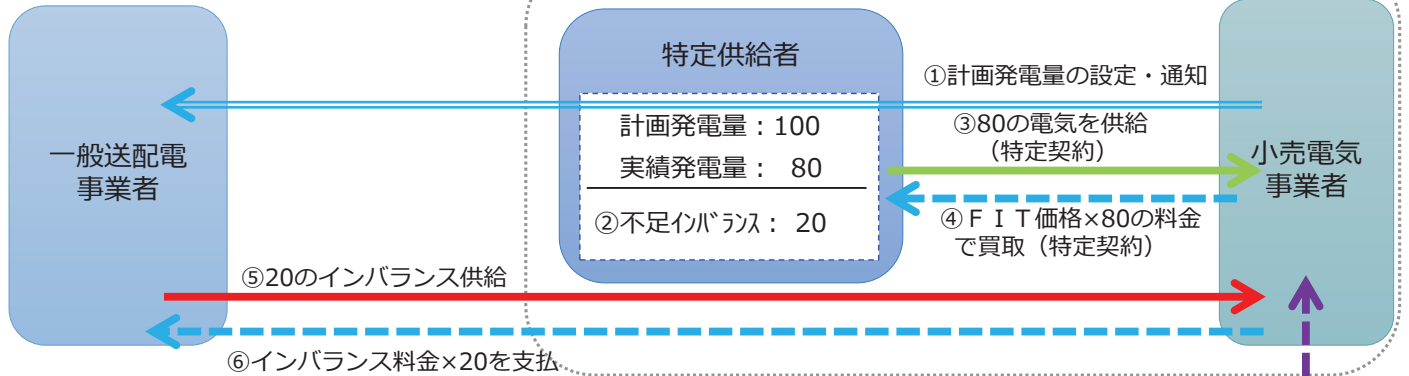 特定供給者
①計画発電量の設定・通知
計画発電量：100
実績発電量： 80
②不足ｲﾝﾊﾞﾗﾝｽ： 20
③80の電気を供給
（特定契約）
④ＦＩＴ価格×80の料金
で買取（特定契約）
一般送配電
事業者
小売電気
事業者
⑤20のインバランス供給
⑥インバランス料金×20を支払